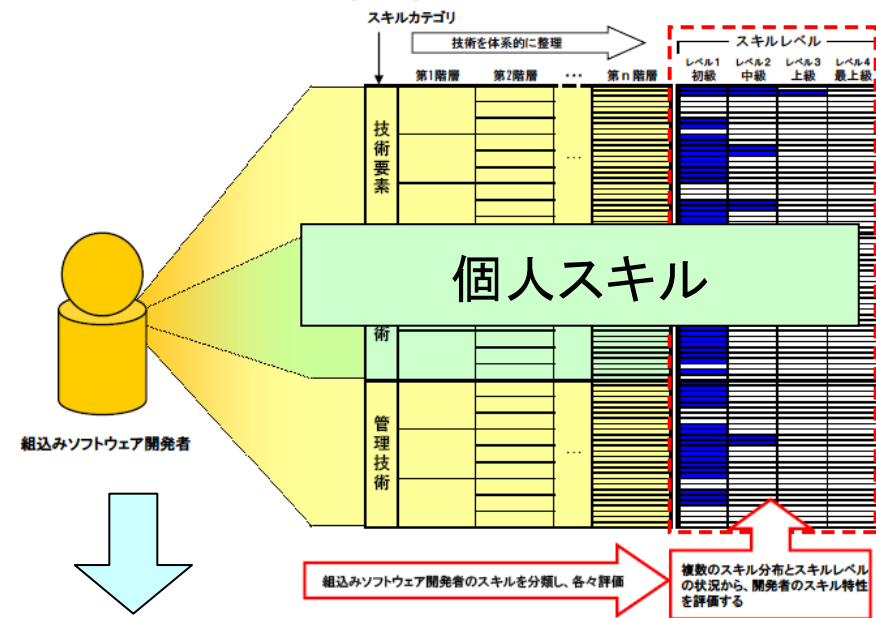 スキルカテゴリ
技術を体系的に整理
スキルレベル
レベル1 レベル2 レベル3 レベル4
初級 中級 上級 最上級
第1階層 第2階層 ・・・ 第n階層
技術要素
…
個人スキル
術
管理技術
…
組込みソフトウェア開発者
組込みソフトウェア開発者のスキルを分類し、各々評価
複数のスキル分布とスキルレベル
の状況から、開発者のスキル特性
を評価する